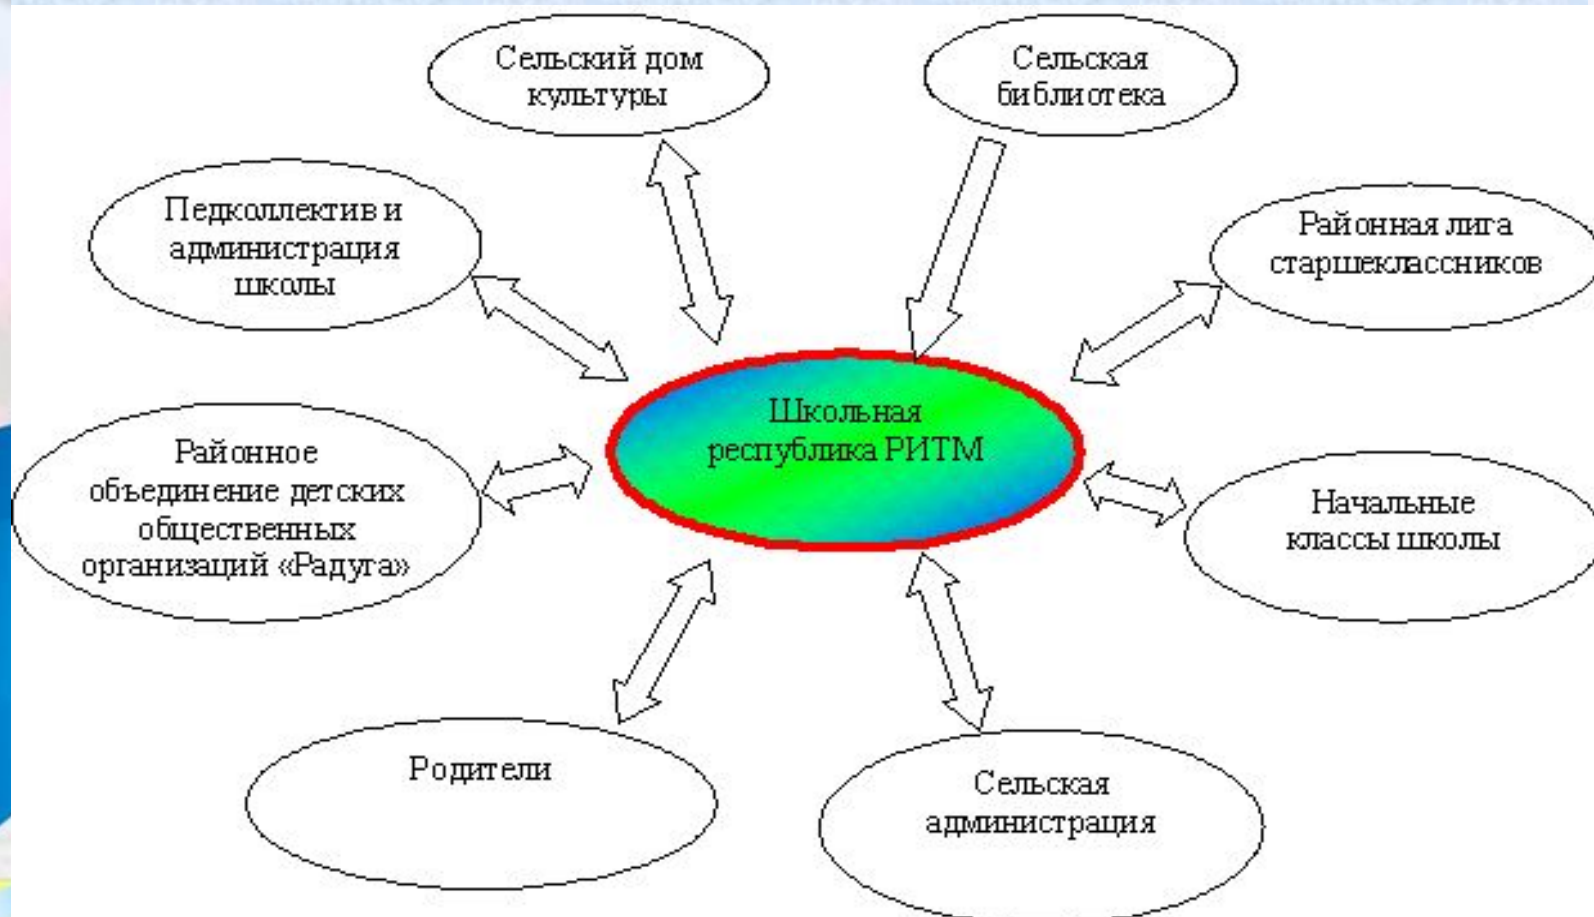 Сельский дом
культуры
Сельская
библиотека
Педколлектив и
администрация
школы
Районная лига
старшеклассников
Школьная
республика РИТМ
Районное
объединение детских
общественных
организаций «Радуга»
Начальные
классы школы
Родители
Сельская
администрация